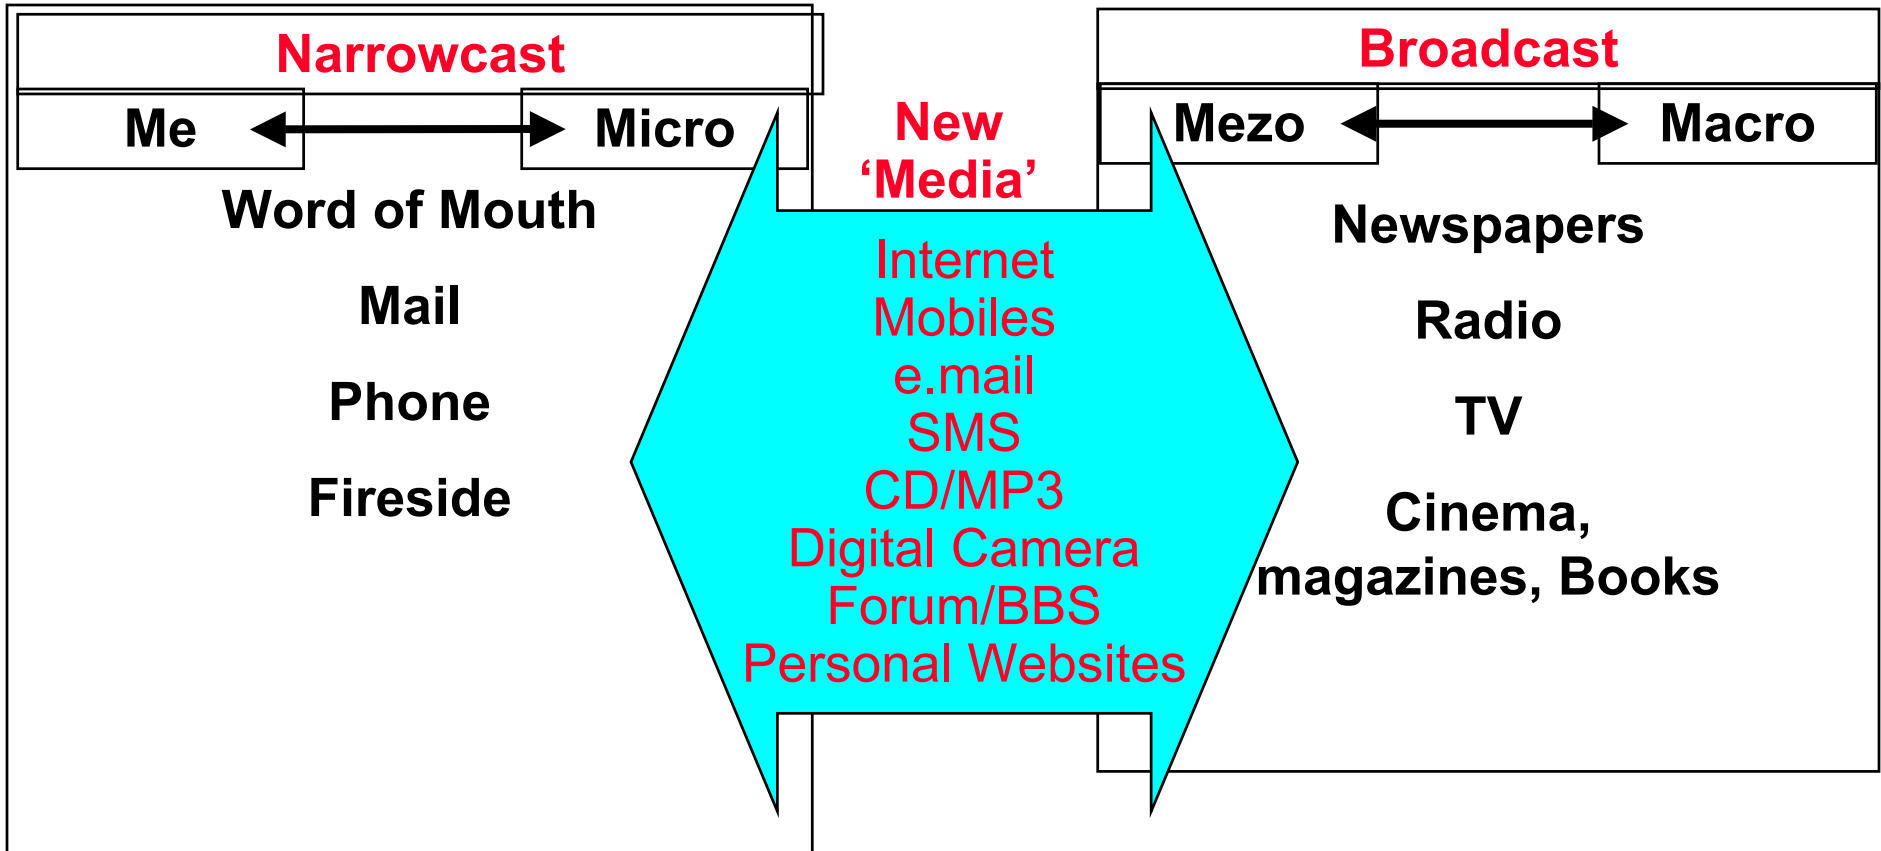 Narrowcast
Me
Micro
Word of Mouth
Mail
Phone
Fireside
New
‘Media’
Internet
Mobiles
e.mail
SMS
CD/MP3
Digital Camera
Forum/BBS
Personal Websites
Broadcast
Mezo
Macro
Newspapers
Radio
TV
Cinema,
magazines, Books